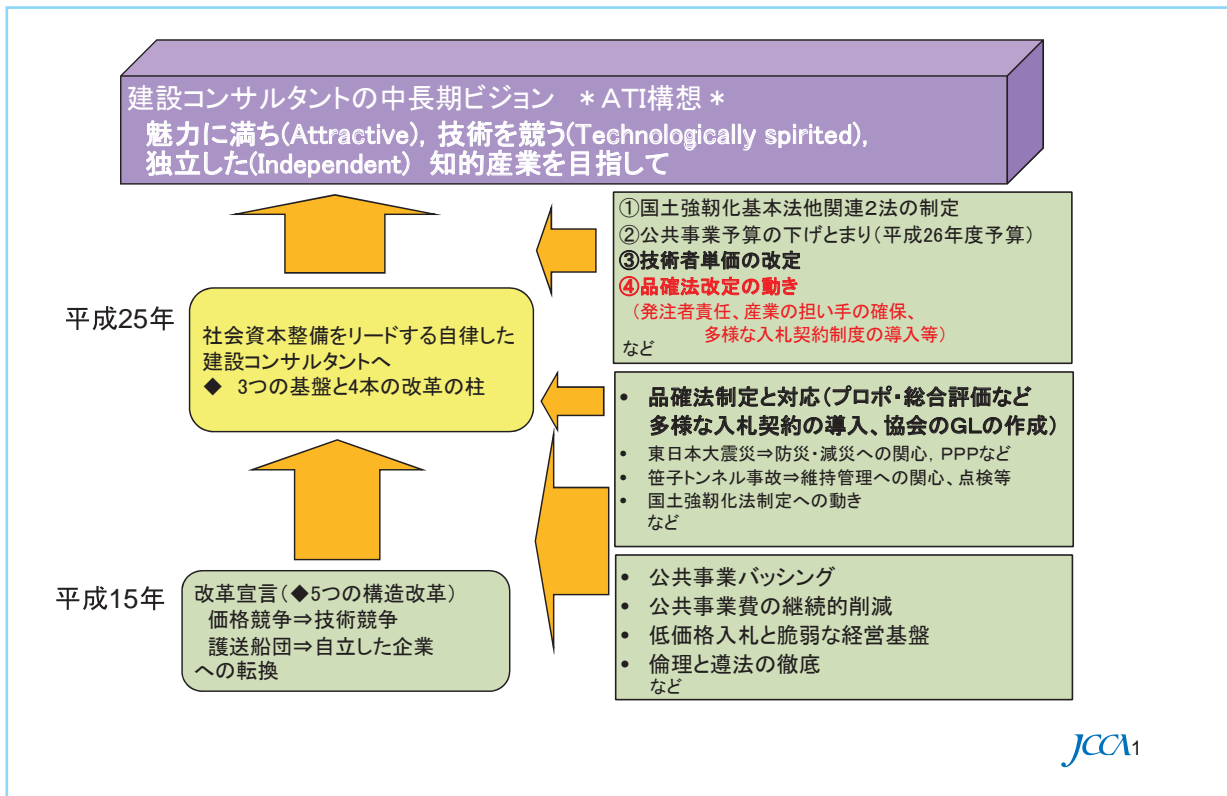 建設コンサルタントの中長期ビジョン ＊ATI構想＊
魅力に満ち(Attractive), 技術を競う(Technologically spirited),
独立した(Independent) 知的産業を目指して
①国土強靭化基本法他関連2法の制定
②公共事業予算の下げとまり(平成26年度予算)
③技術者単価の改定
④品確法改定の動き
(発注者責任、産業の担い手の確保、
多様な入札契約制度の導入等)
など
平成25年
社会資本整備をリードする自律した
建設コンサルタントへ
◆ 3つの基盤と4本の改革の柱
• 品確法制定と対応(プロポ・総合評価など
多様な入札契約の導入、協会のGLの作成)
• 東日本大震災⇒防災・減災への関心, PPPなど
• 笹子トンネル事故⇒維持管理への関心、点検等
• 国土強靭化法制定への動き
など
平成15年
改革宣言(◆5つの構造改革)
価格競争⇒技術競争
護送船団⇒自立した企業
への転換
• 公共事業バッシング
• 公共事業費の継続的削減
• 低価格入札と脆弱な経営基盤
• 倫理と遵法の徹底
など
JCCA 1